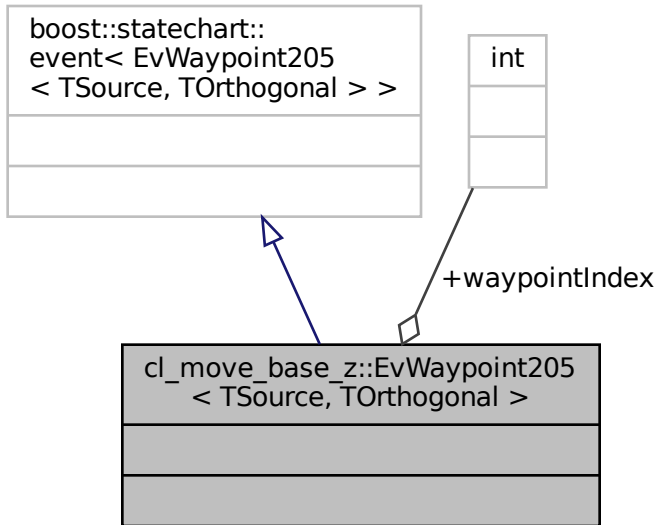 boost::statechart::
event< EvWaypoint205
< TSource, TOrthogonal > >
int
+waypointIndex
cl_move_base_z::EvWaypoint205
< TSource, TOrthogonal >